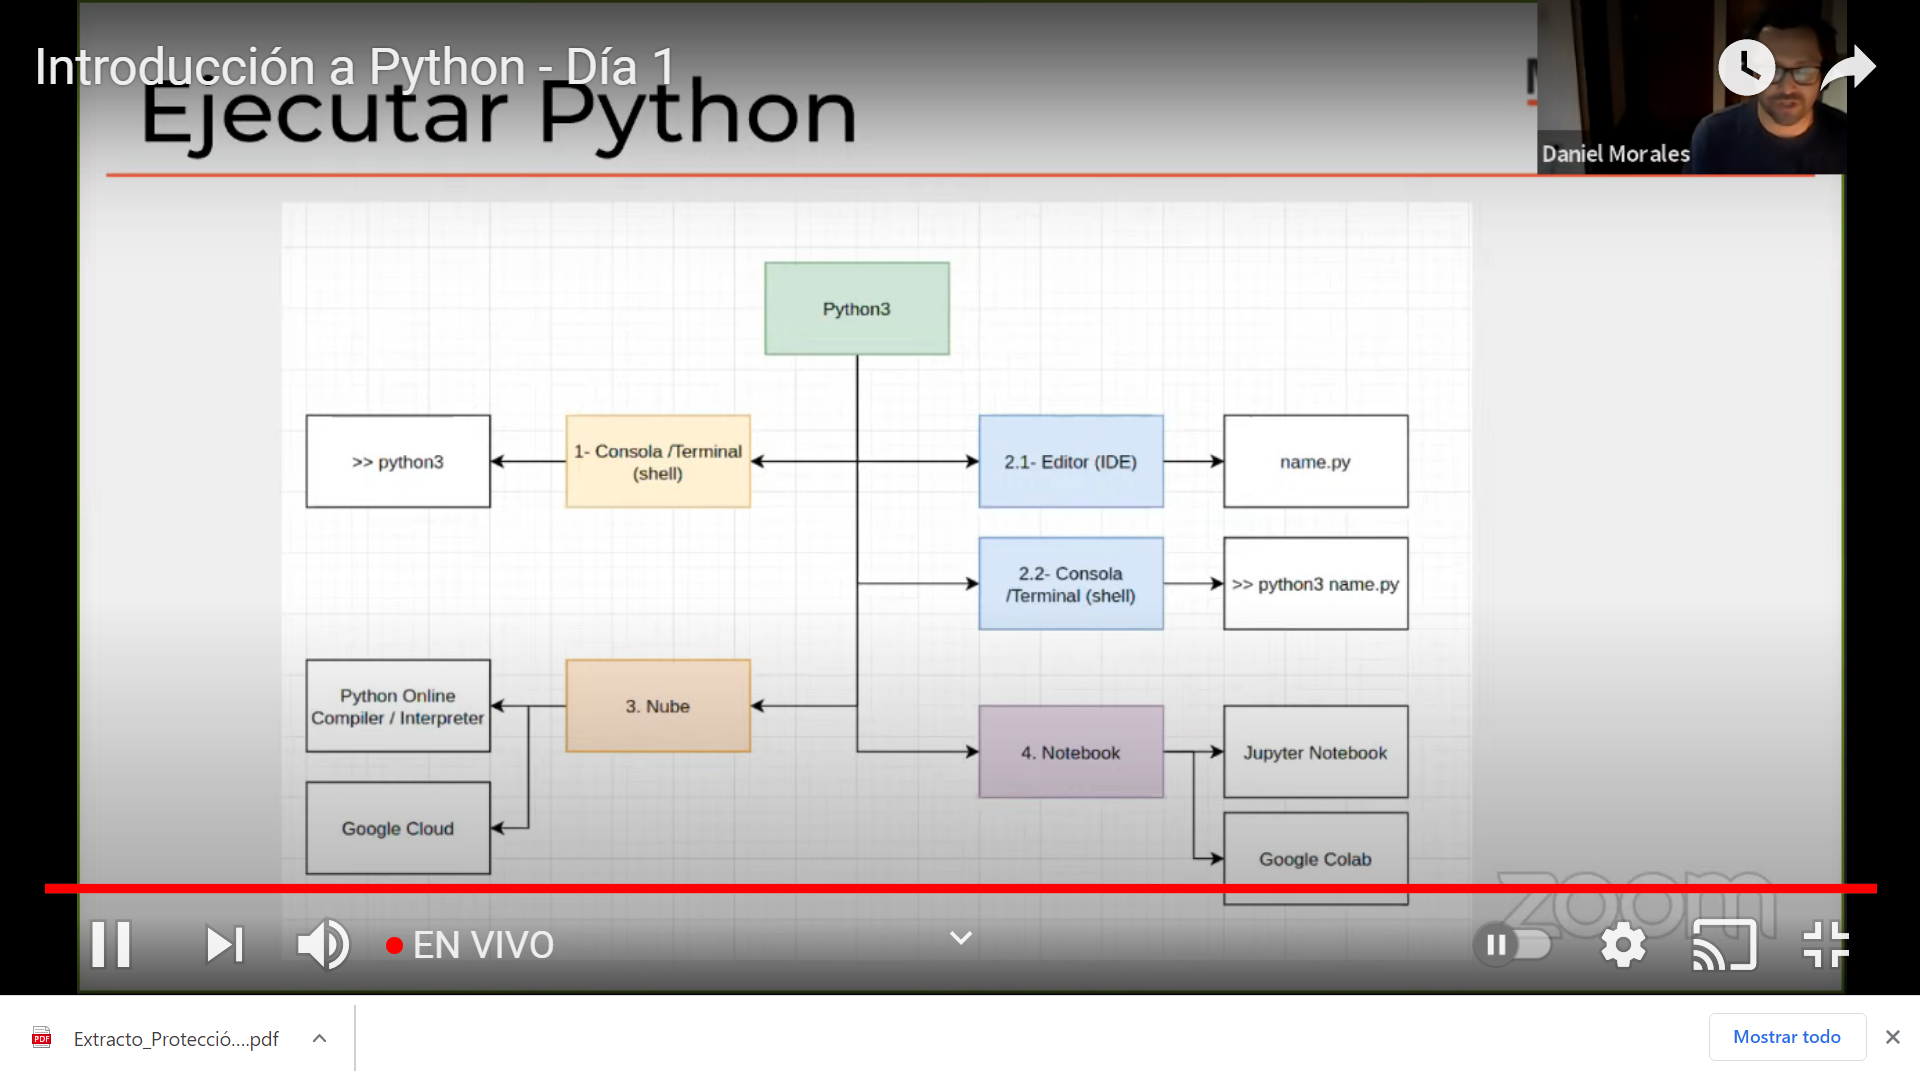 Introducción a Python - Día 1
Ejecutar Python
Daniel Morales
Python3
>> python3
1- Consola /Terminal
(shell)
2.1- Editor (IDE)
name.py
2.2- Consola
/Terminal (shell)
>> python3 name.py
Python Online
Compiler / Interpreter
3. Nube
4. Notebook
Jupyter Notebook
Google Cloud
Google Colab
zoom
EN VIVO
PDF
Extracto_Protecció....pdf
Mostrar todo